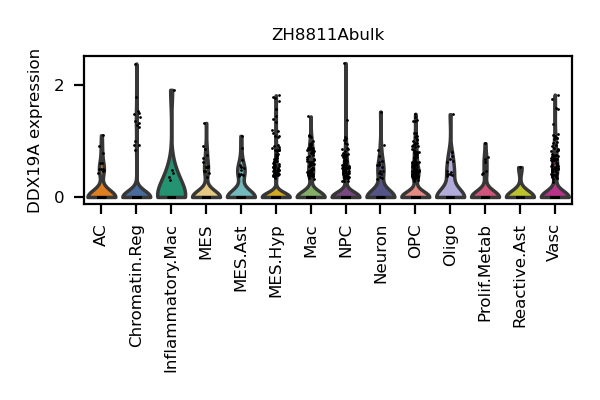 ZH8811Abulk
DDX19A expression
2
0
AC
Chromatin.Reg
Inflammatory.Mac
MES
MES.Ast
MES.Hyp
Mac
NPC
Neuron
OPC
Oligo
Prolif.Metab
Reactive.Ast
Vasc